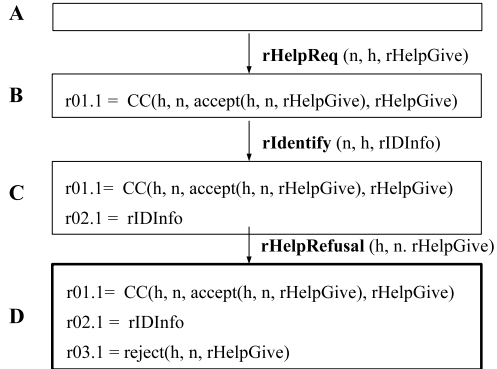 A
rHelpReq (n, h, rHelpGive)
B
r01.1 = CC(h, n, accept(h, n, rHelpGive), rHelpGive)
rIdentify (n, h, rIDInfo)
C
r01.1= CC(h, n, accept(h, n, rHelpGive), rHelpGive)
r02.1 = rIDInfo
rHelpRefusal (h, n. rHelpGive)
D
r01.1= CC(h, n, accept(h, n, rHelpGive), rHelpGive)
r02.1 = rIDInfo
r03.1 = reject(h, n, rHelpGive)